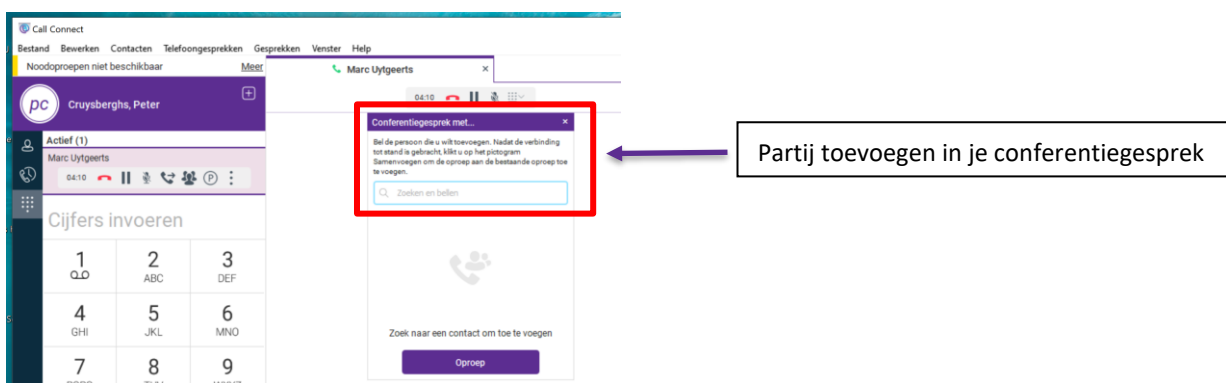 Call Connect
Bestand Bewerken Contacten Telefoongesprekken Gesprekken Venster Help
Noodoproepen niet beschikbaar Meer
Marc Uytgeerts ×
pc Cruysberghs, Peter
04:10
Actief (1)
Marc Uytgeerts
04:10 P
Cijfers invoeren
1
2 ABC
3 DEF
4 GHI
5 JKL
6 MNO
7
8
9
Conferentiegesprek met... ×
Bel de persoon die u wilt toevoegen. Nadat de verbinding
tot stand is gebracht, klikt u op het pictogram
Samenvoegen om de oproep aan de bestaande oproep toe
te voegen.
Zoeken en bellen
Zoek naar een contact om toe te voegen
Oproep
Partij toevoegen in je conferentiegesprek